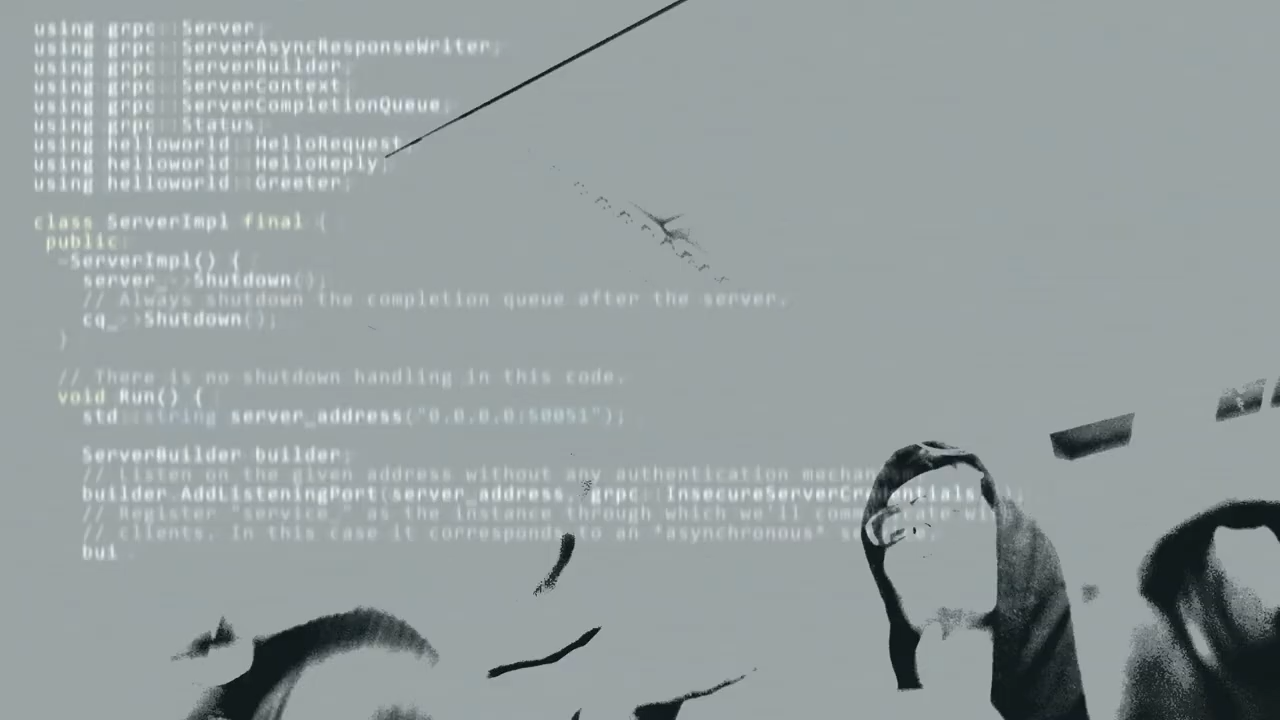 using grpc::Server;
using grpc::ServerAsyncResponseWriter;
using grpc::ServerBuilder;
using grpc::ServerContext;
using grpc::ServerCompletionQueue;
using grpc::Status;
using helloworld::HelloRequest;
using helloworld::HelloReply;
using helloworld::Greeter;
class ServerImpl final {
public:
~ServerImpl() {
server_->Shutdown();
// Always shutdown the completion queue after the server.
cq_->Shutdown();
}
// There is no shutdown handling in this code.
void Run() {
std::string server_address("0.0.0.0:50051");
ServerBuilder builder;
// Listen on the given address without any authentication mechan
builder.AddListeningPort(server_address, grpc::InsecureServerCredentials
// Register "service_" as the instance through which we'll communicate wi
// clients. In this case it corresponds to an *asynchronous* service.
bui